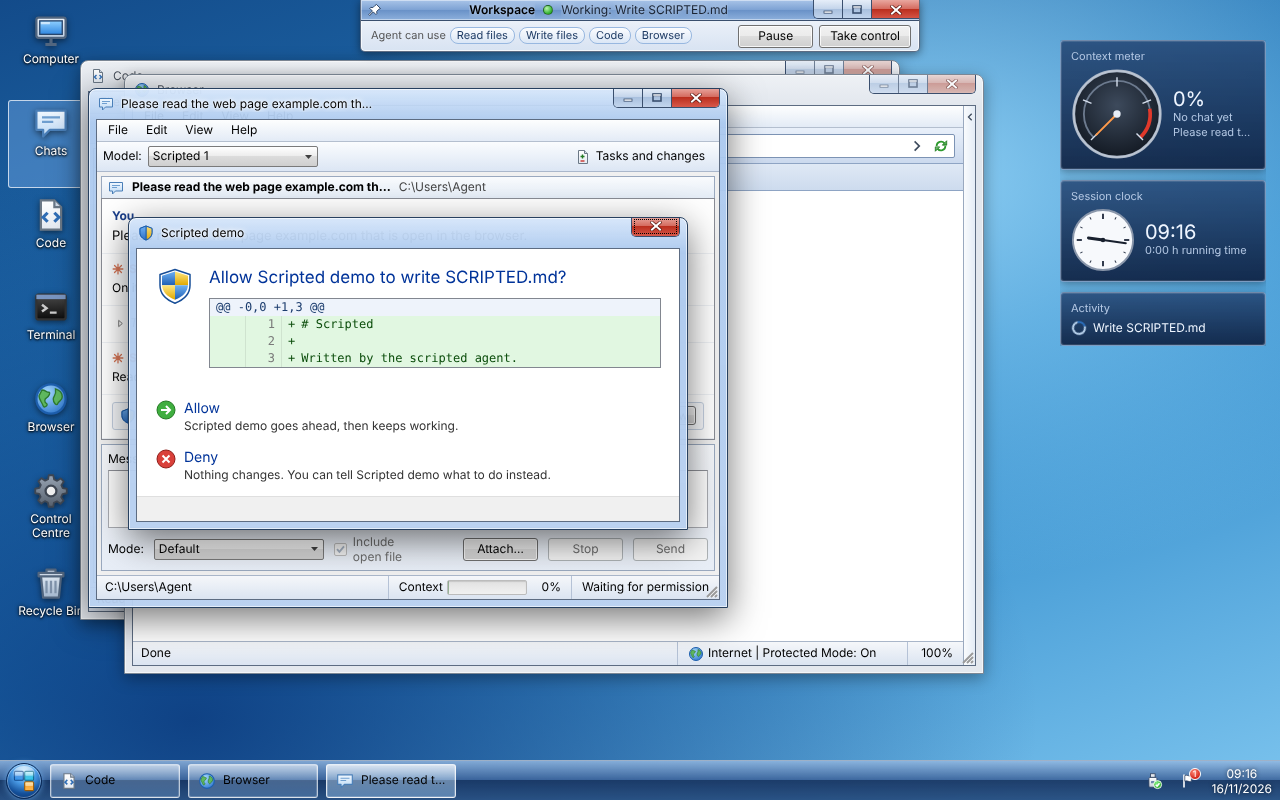 Computer
Chats
Code
Terminal
Browser
Control
Centre
Recycle Bin
Workspace
Working: Write SCRIPTED.md
Agent can use
Read files
Write files
Code
Browser
Pause
Take control
Please read the web page example.com th...
File
Edit
View
Help
Model:
Scripted 1
Tasks and changes
Please read the web page example.com th...
C:\Users\Agent
You
Scripted demo
Allow Scripted demo to write SCRIPTED.md?
@@ -0,0 +1,3 @@
1 + # Scripted
2 +
3 + Written by the scripted agent.
Allow
Scripted demo goes ahead, then keeps working.
Deny
Nothing changes. You can tell Scripted demo what to do instead.
Mode:
Default
Include
open file
Attach...
Stop
Send
C:\Users\Agent
Context
0%
Waiting for permission
Done
Internet | Protected Mode: On
100%
Context meter
0%
No chat yet
Please read t...
Session clock
09:16
0:00 h running time
Activity
Write SCRIPTED.md
Code
Browser
Please read t...
1
09:16
16/11/2026